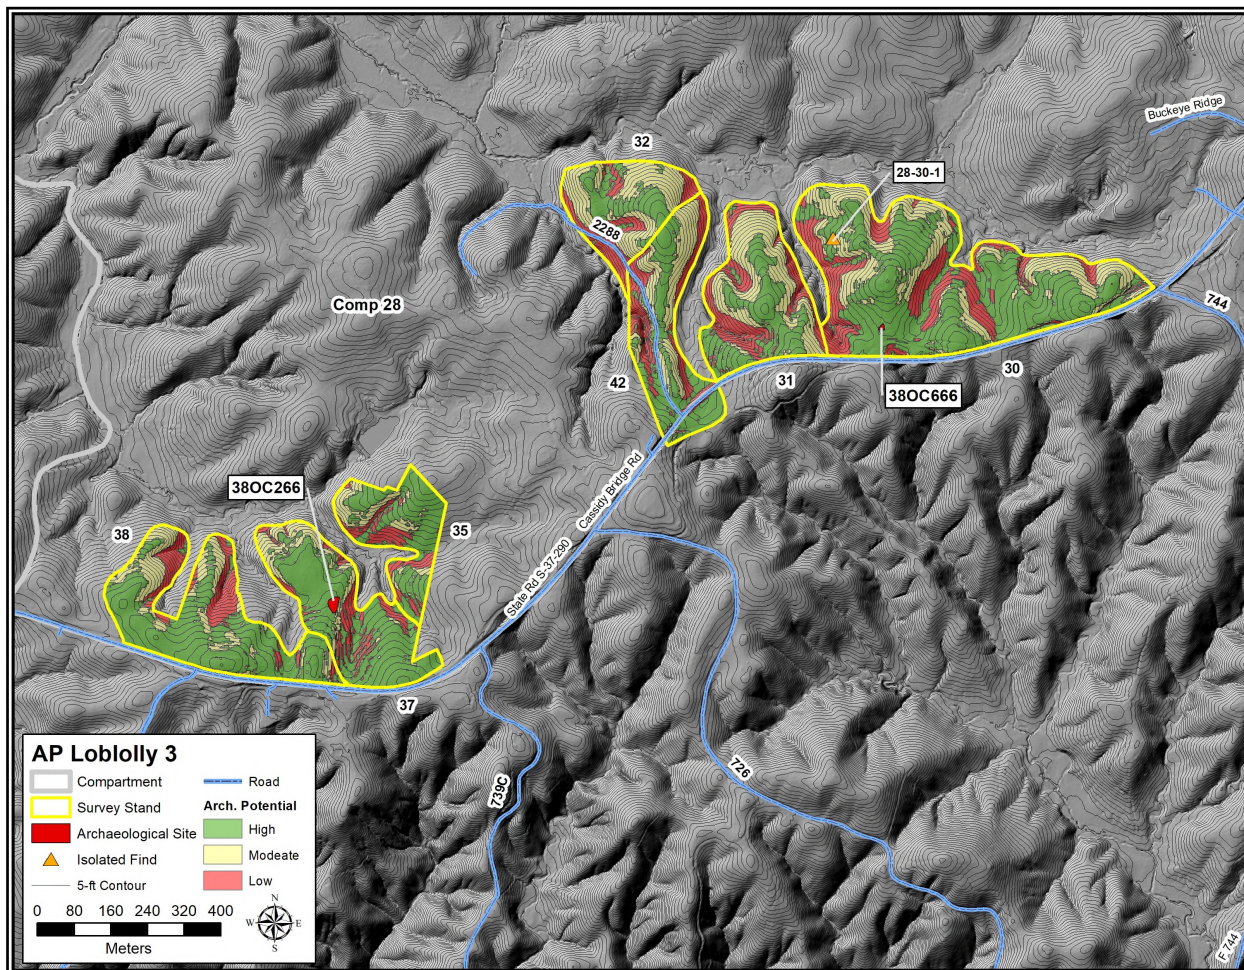 Buckeye Ridge
32
28-30-1
2288
744
Comp 28
42
31
30
38OC666
38OC266
35
38
State Rd S-37-290 Cassidy Bridge Rd
37
739C
726
F 744
AP Loblolly 3
Compartment
Survey Stand
Archaeological Site
Isolated Find
5-ft Contour
Road
Arch. Potential
High
Modeate
Low
0 80 160 240 320 400
Meters
N
W E
S